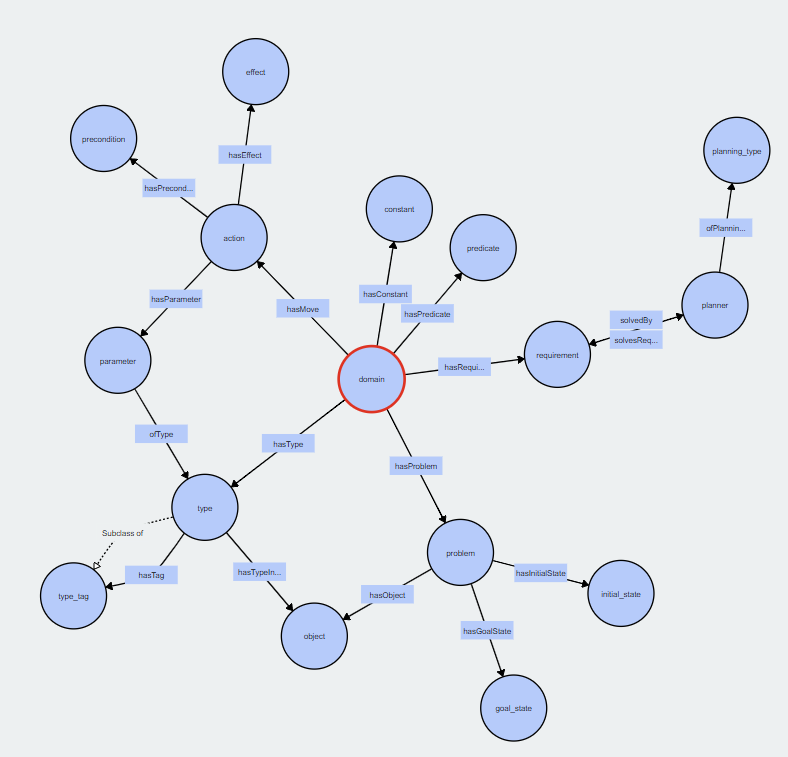 effect
precondition
planning_type
hasEffect
hasPrecond...
constant
ofPlannin...
action
predicate
hasConstant
hasParameter
planner
hasMove
hasPredicate
solvedBy
solvesReq...
requirement
parameter
hasRequi...
domain
ofType
hasType
hasProblem
type
Subclass of
problem
hasTag
hasTypeIn...
hasInitialState
type_tag
hasObject
initial_state
hasGoalState
object
goal_state